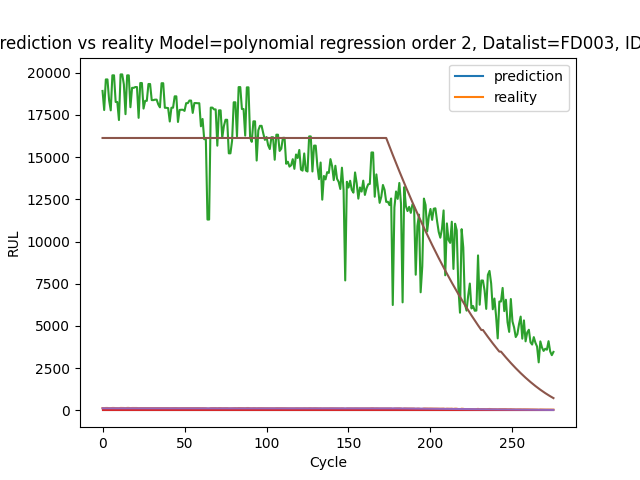 rediction vs reality Model=polynomial regression order 2, Datalist=FD003, ID
prediction
reality
RUL
20000
17500
15000
12500
10000
7500
5000
2500
0
0 50 100 150 200 250
Cycle